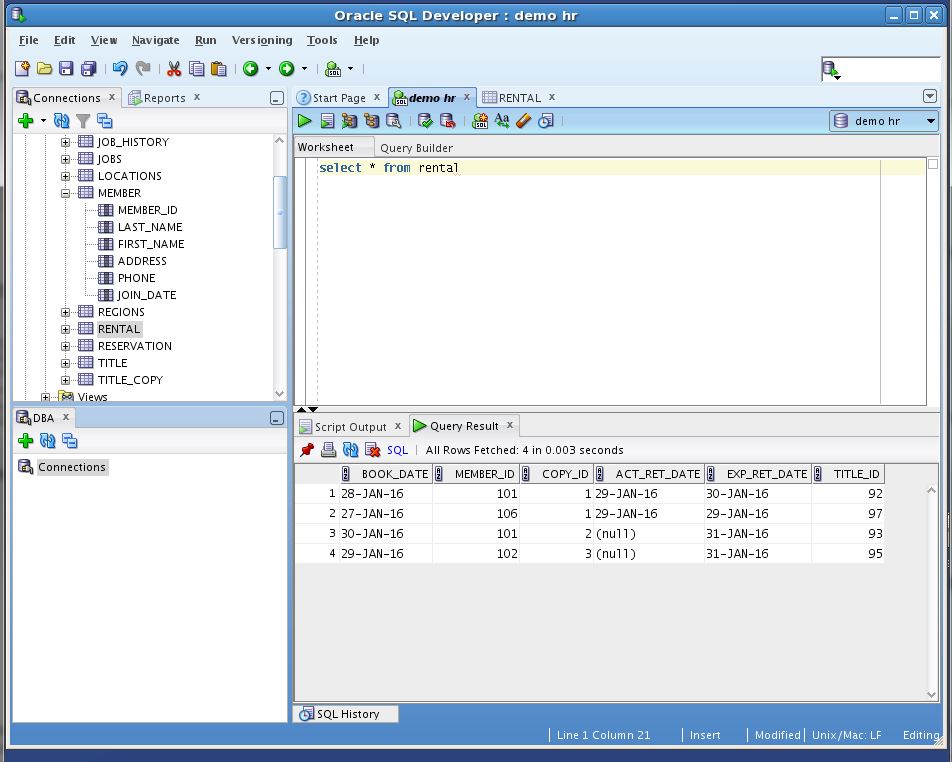 Oracle SQL Developer : demo hr
File Edit View Navigate Run Versioning Tools Help
Connections x Reports x
JOB_HISTORY
JOBS
LOCATIONS
MEMBER
MEMBER_ID
LAST_NAME
FIRST_NAME
ADDRESS
PHONE
JOIN_DATE
REGIONS
RENTAL
RESERVATION
TITLE
TITLE_COPY
Views
DBA x
Connections
Start Page x demo hr x RENTAL x
demo hr
Worksheet Query Builder
select * from rental
Script Output x Query Result x
SQL All Rows Fetched: 4 in 0.003 seconds
BOOK_DATE MEMBER_ID COPY_ID ACT_RET_DATE EXP_RET_DATE TITLE_ID
1 28-JAN-16 101 1 29-JAN-16 30-JAN-16 92
2 27-JAN-16 106 1 29-JAN-16 29-JAN-16 97
3 30-JAN-16 101 2 (null) 31-JAN-16 93
4 29-JAN-16 102 3 (null) 31-JAN-16 95
SQL History
Line 1 Column 21 Insert Modified Unix/Mac: LF Editing